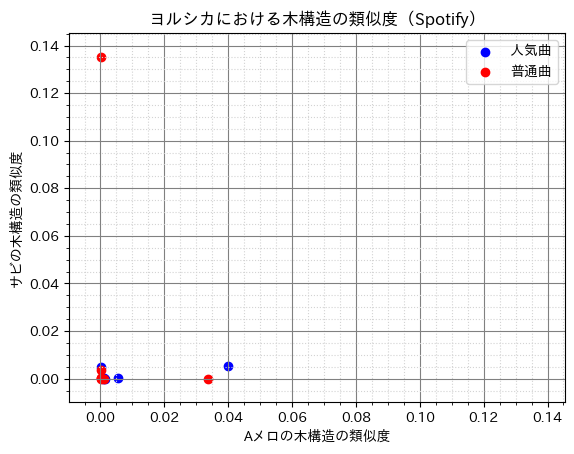 ヨルシカにおける木構造の類似度（Spotify）
人気曲
普通曲
サビの木構造の類似度
0.14
0.12
0.10
0.08
0.06
0.04
0.02
0.00
0.00 0.02 0.04 0.06 0.08 0.10 0.12 0.14
Aメロの木構造の類似度